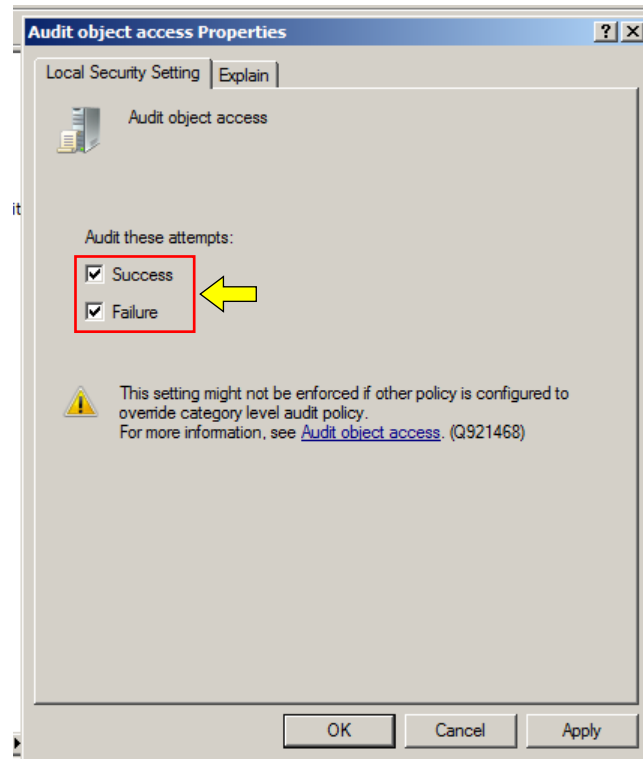 Audit object access Properties
Local Security Setting
Explain
Audit object access
it
Audit these attempts:
Success
Failure
This setting might not be enforced if other policy is configured to
override category level audit policy.
For more information, see Audit object access. (Q921468)
OK
Cancel
Apply